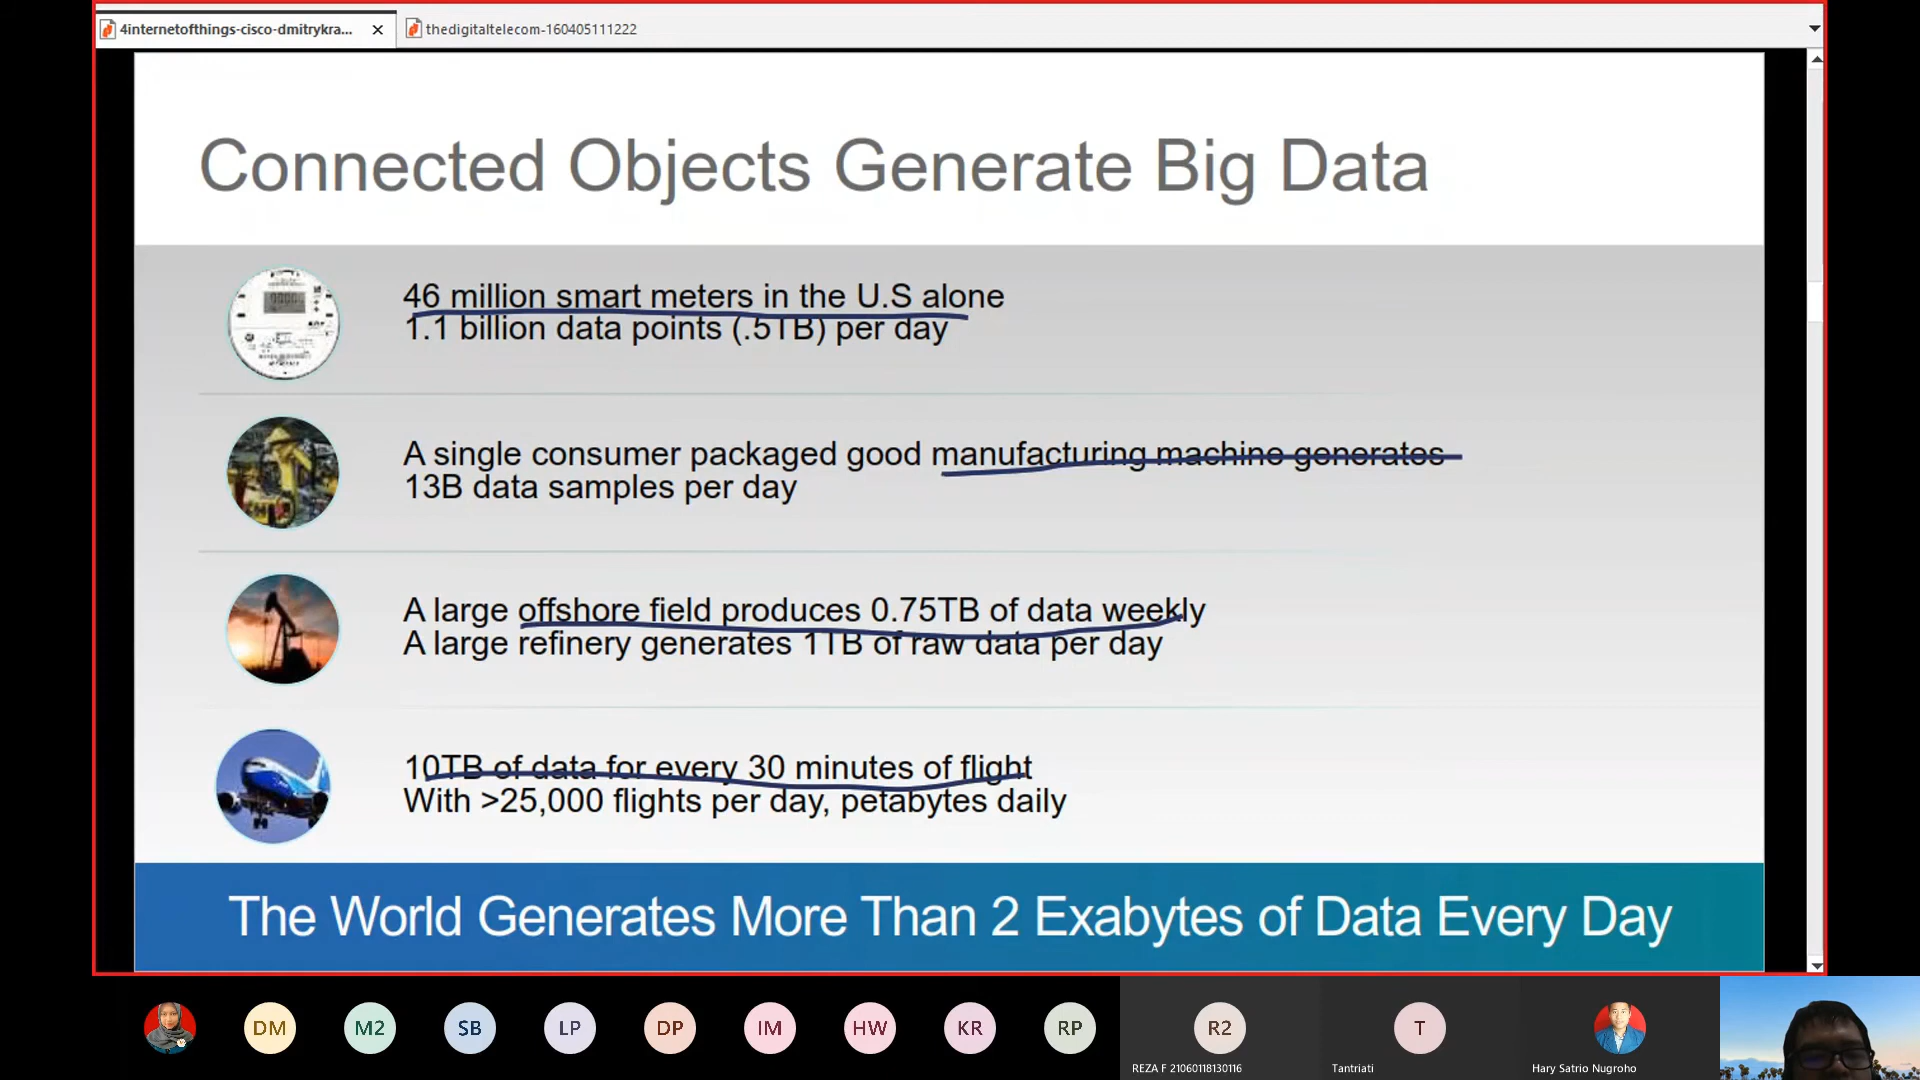 4internetofthings-cisco-dmitrykra...
thedigitaltelecom-160405111222
Connected Objects Generate Big Data
46 million smart meters in the U.S alone
1.1 billion data points (.5TB) per day
A single consumer packaged good manufacturing machine generates
13B data samples per day
A large offshore field produces 0.75TB of data weekly
A large refinery generates 1TB of raw data per day
10TB of data for every 30 minutes of flight
With >25,000 flights per day, petabytes daily
The World Generates More Than 2 Exabytes of Data Every Day
DM
M2
SB
LP
DP
IM
HW
KR
RP
R2
T
REZA F 21060118130116
Tantriati
Hary Satrio Nugroho